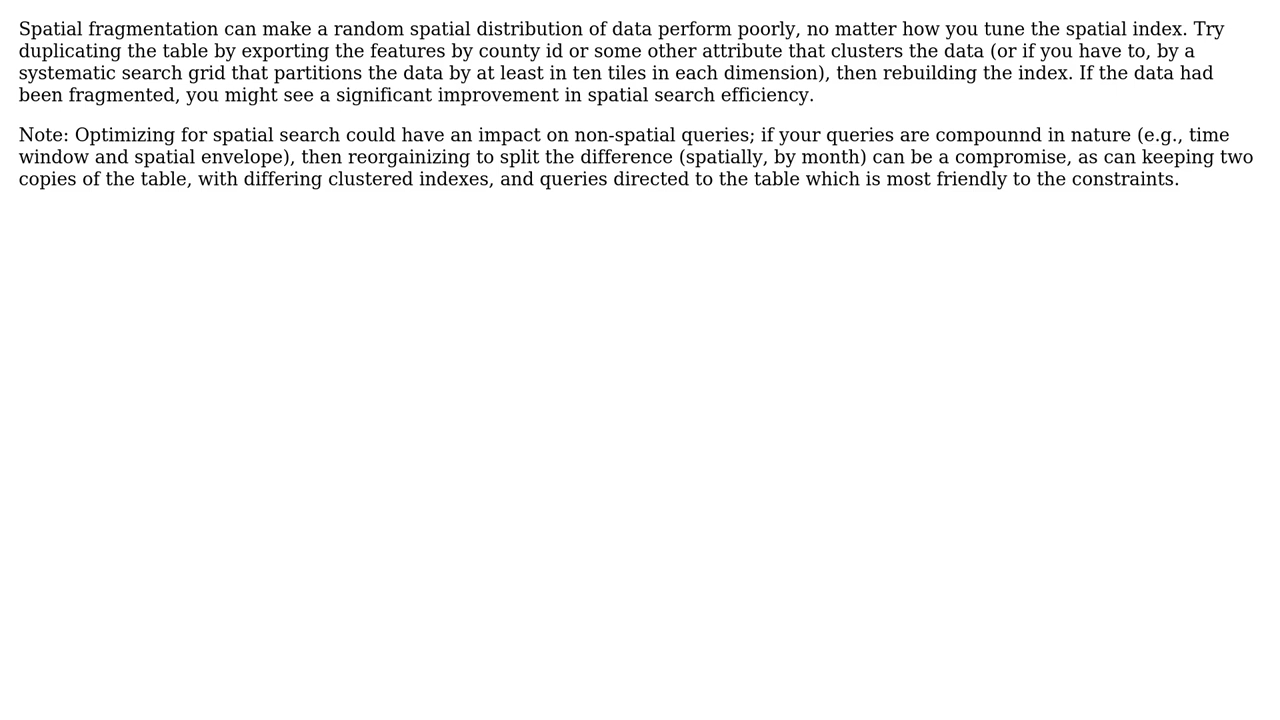 Spatial fragmentation can make a random spatial distribution of data perform poorly, no matter how you tune the spatial index. Try
duplicating the table by exporting the features by county id or some other attribute that clusters the data (or if you have to, by a
systematic search grid that partitions the data by at least in ten tiles in each dimension), then rebuilding the index. If the data had
been fragmented, you might see a significant improvement in spatial search efficiency.
Note: Optimizing for spatial search could have an impact on non-spatial queries; if your queries are compounnd in nature (e.g., time
window and spatial envelope), then reorgainizing to split the difference (spatially, by month) can be a compromise, as can keeping two
copies of the table, with differing clustered indexes, and queries directed to the table which is most friendly to the constraints.